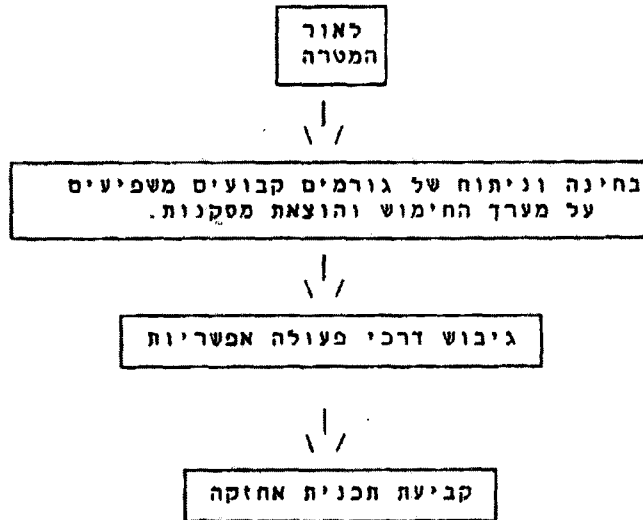 לאור
המטרה
בחינה וניתוח של גורמים קבועים משפיעים
על מערך החימוש והוצאת מסקנות.
גיבוש דרכי פעולה אפשריות
קביעת תכנית אחזקה